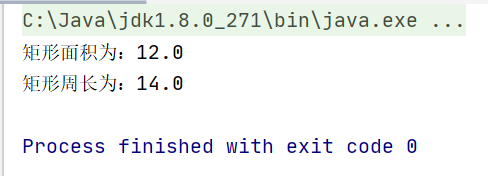 C:\Java\jdk1.8.0_271\bin\java.exe ...
矩形面积为：12.0
矩形周长为：14.0
Process finished with exit code 0